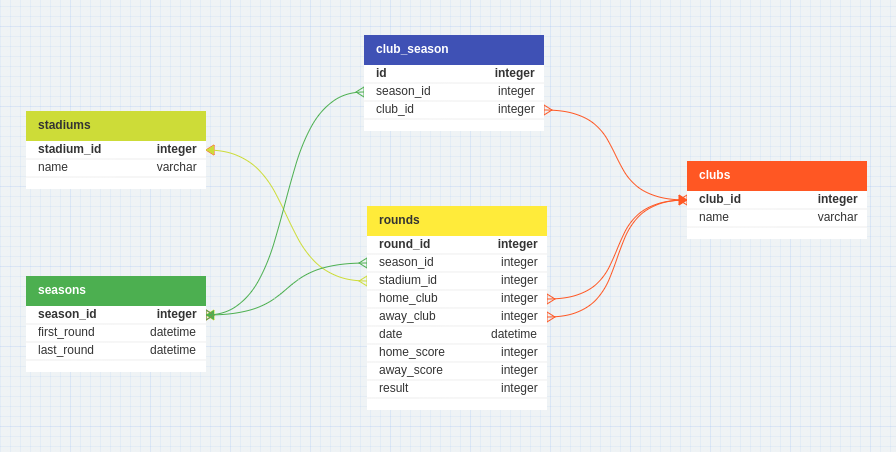 club_season
id integer
season_id integer
club_id integer
stadiums
stadium_id integer
name varchar
clubs
club_id integer
name varchar
rounds
round_id integer
season_id integer
stadium_id integer
home_club integer
away_club integer
date datetime
home_score integer
away_score integer
result integer
seasons
season_id integer
first_round datetime
last_round datetime